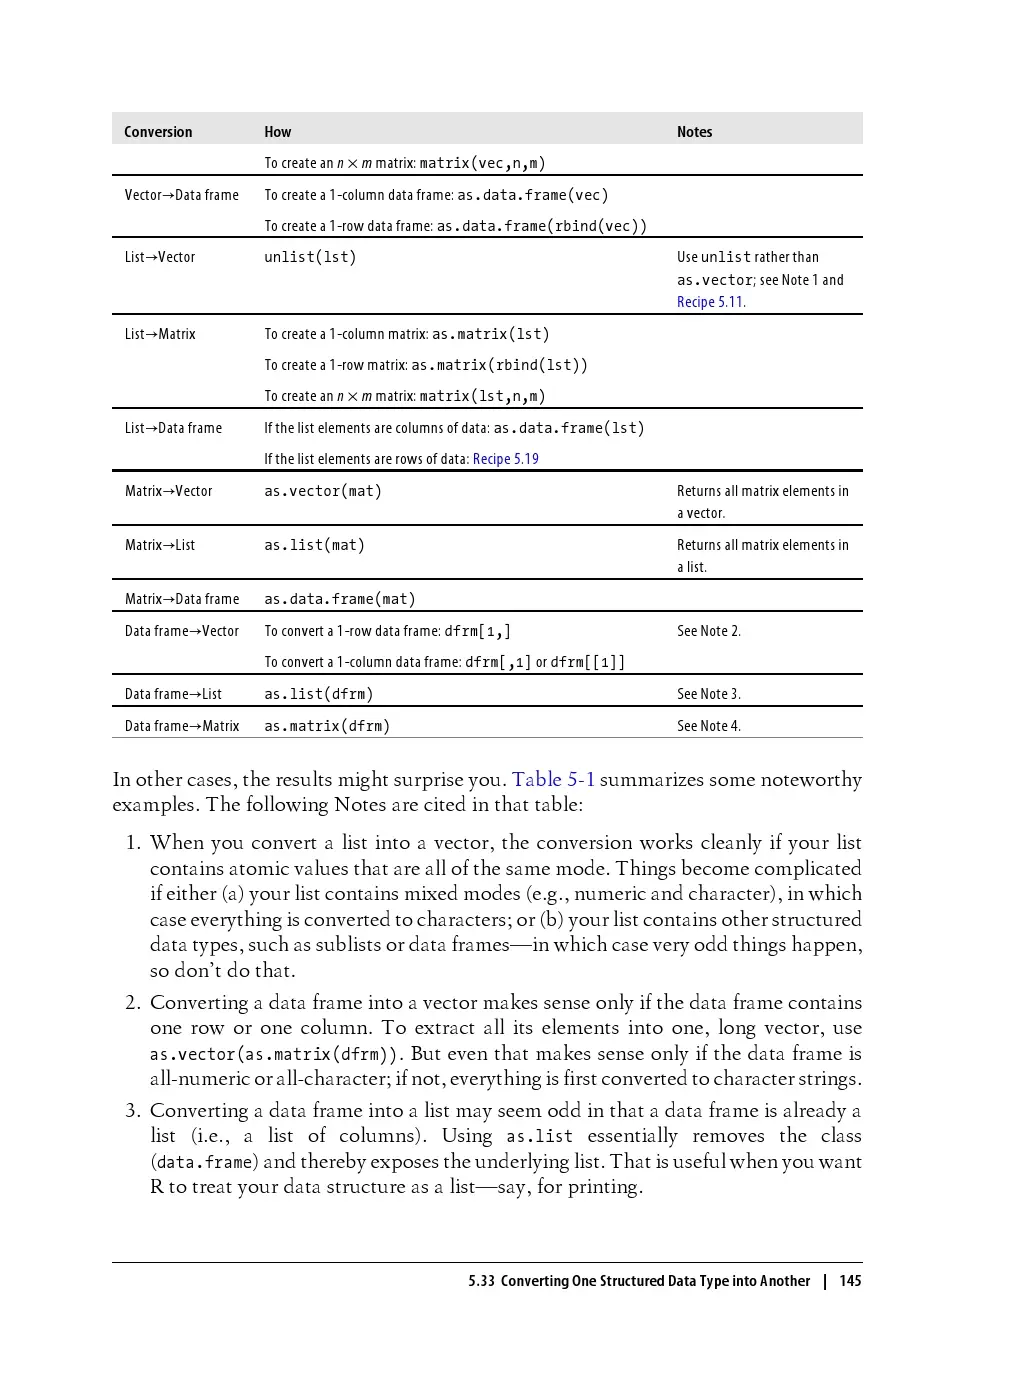 Conversion How Notes
To create an n × m matrix: matrix(vec,n,m)
Vector→Data frame To create a 1-column data frame: as.data.frame(vec)
To create a 1-row data frame: as.data.frame(rbind(vec))
List→Vector unlist(lst) Use unlist rather than
as.vector; see Note 1 and
Recipe 5.11.
List→Matrix To create a 1-column matrix: as.matrix(lst)
To create a 1-row matrix: as.matrix(rbind(lst))
To create an n × m matrix: matrix(lst,n,m)
List→Data frame If the list elements are columns of data: as.data.frame(lst)
If the list elements are rows of data: Recipe 5.19
Matrix→Vector as.vector(mat) Returns all matrix elements in
a vector.
Matrix→List as.list(mat) Returns all matrix elements in
a list.
Matrix→Data frame as.data.frame(mat)
Data frame→Vector To convert a 1-row data frame: dfrm[1,] See Note 2.
To convert a 1-column data frame: dfrm[,1] or dfrm[[1]]
Data frame→List as.list(dfrm) See Note 3.
Data frame→Matrix as.matrix(dfrm) See Note 4.
In other cases, the results might surprise you. Table 5-1 summarizes some noteworthy
examples. The following Notes are cited in that table:
1. When you convert a list into a vector, the conversion works cleanly if your list
contains atomic values that are all of the same mode. Things become complicated
if either (a) your list contains mixed modes (e.g., numeric and character), in which
case everything is converted to characters; or (b) your list contains other structured
data types, such as sublists or data frames—in which case very odd things happen,
so don’t do that.
2. Converting a data frame into a vector makes sense only if the data frame contains
one row or one column. To extract all its elements into one, long vector, use
as.vector(as.matrix(dfrm)). But even that makes sense only if the data frame is
all-numeric or all-character; if not, everything is first converted to character strings.
3. Converting a data frame into a list may seem odd in that a data frame is already a
list (i.e., a list of columns). Using as.list essentially removes the class
(data.frame) and thereby exposes the underlying list. That is useful when you want
R to treat your data structure as a list—say, for printing.
5.33 Converting One Structured Data Type into Another | 145